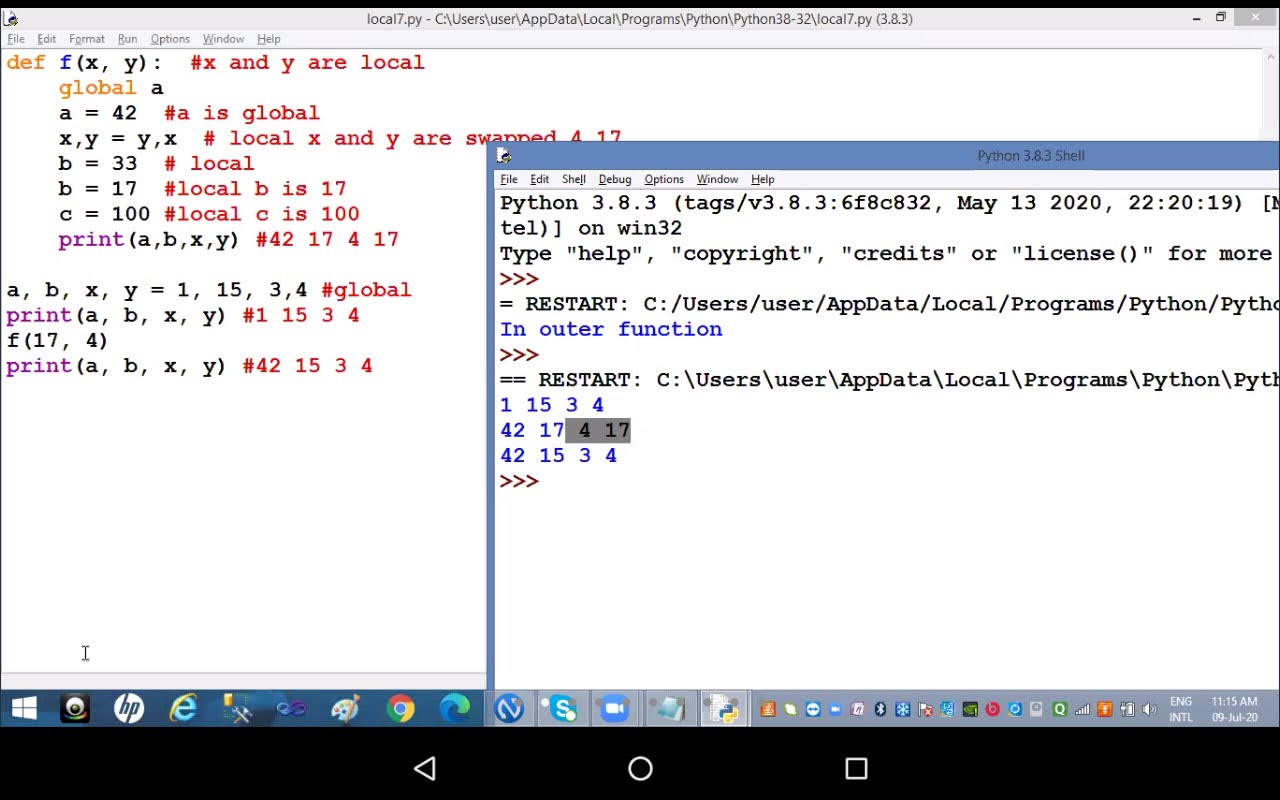 local7.py - C:\Users\user\AppData\Local\Programs\Python\Python38-32\local7.py (3.8.3)
File Edit Format Run Options Window Help
def f(x, y): #x and y are local
global a
a = 42 #a is global
x,y = y,x # local x and y are swapped 4 17
b = 33 # local
b = 17 #local b is 17
c = 100 #local c is 100
print(a,b,x,y) #42 17 4 17
a, b, x, y = 1, 15, 3,4 #global
print(a, b, x, y) #1 15 3 4
f(17, 4)
print(a, b, x, y) #42 15 3 4
Python 3.8.3 Shell
File Edit Shell Debug Options Window Help
Python 3.8.3 (tags/v3.8.3:6f8c832, May 13 2020, 22:20:19) [M
tel)] on win32
Type "help", "copyright", "credits" or "license()" for more
>>>
= RESTART: C:/Users/user/AppData/Local/Programs/Python/Pytho
In outer function
>>>
== RESTART: C:\Users\user\AppData\Local\Programs\Python\Pyth
1 15 3 4
42 17 4 17
42 15 3 4
>>>
hp
ENG 11:15 AM
INTL 09-Jul-20